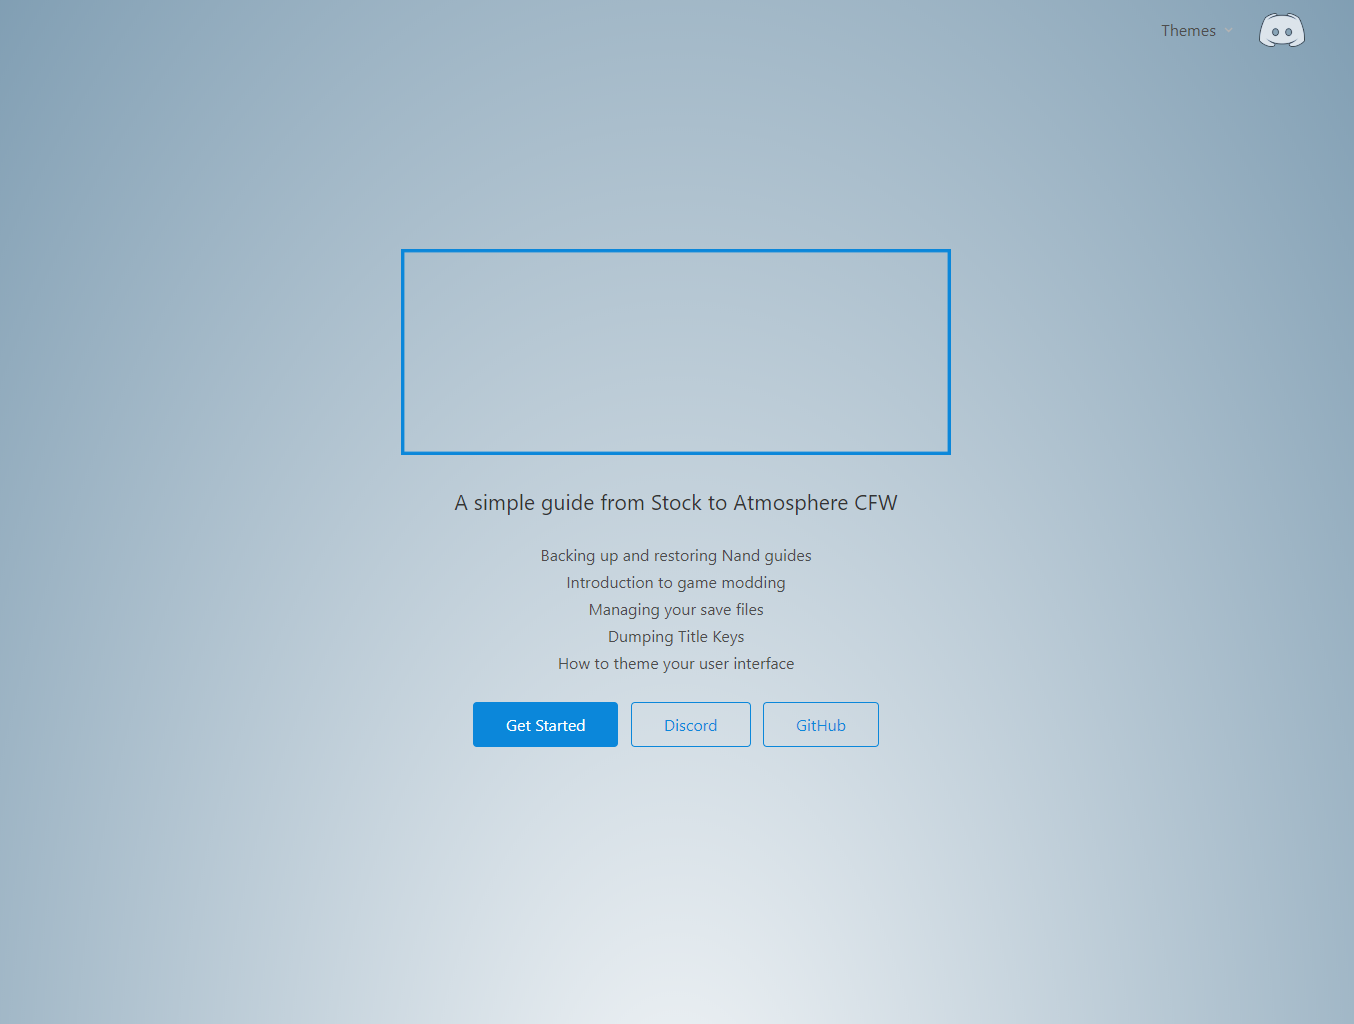 Themes
A simple guide from Stock to Atmosphere CFW
Backing up and restoring Nand guides
Introduction to game modding
Managing your save files
Dumping Title Keys
How to theme your user interface
Get Started
Discord
GitHub